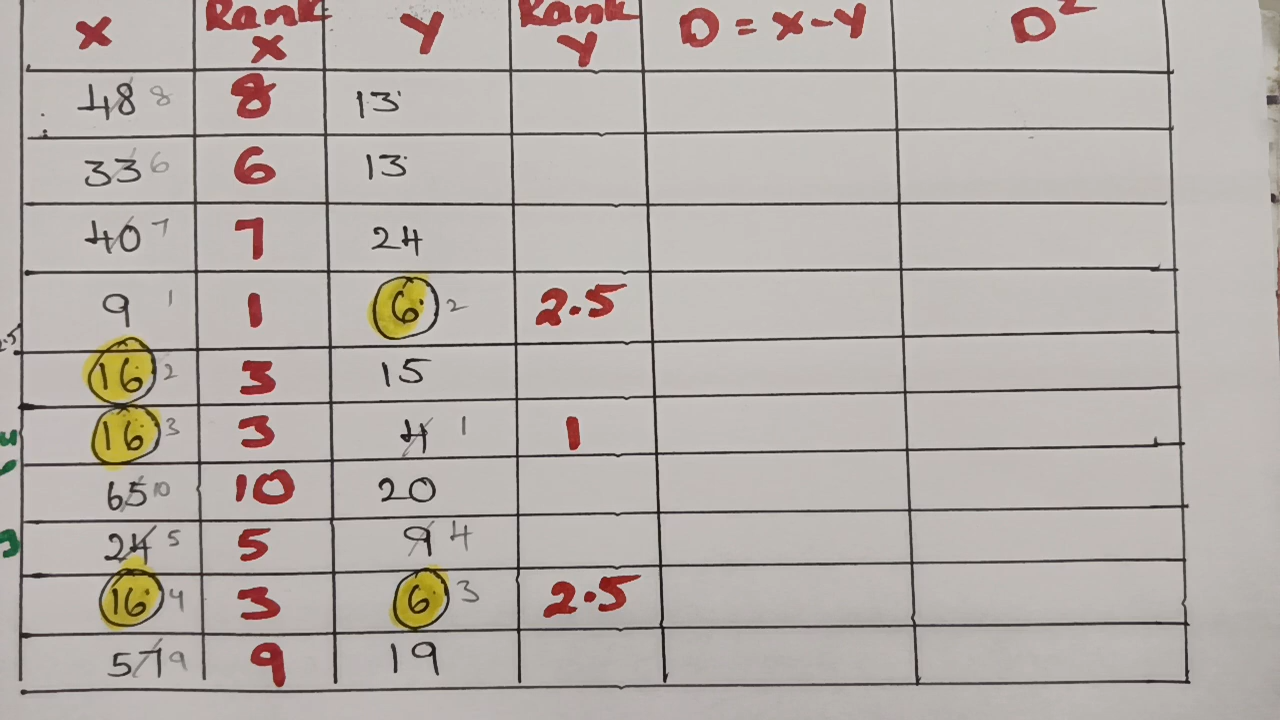 X Rank X Y Rank Y D = X-Y D²
48 8 8 13
33 6 6 13
40 7 7 24
9 1 1 6 2 2.5
16 2 3 15
16 3 3 4 1 1
65 10 10 20
24 5 5 9 4
16 4 3 6 3 2.5
57 9 9 19